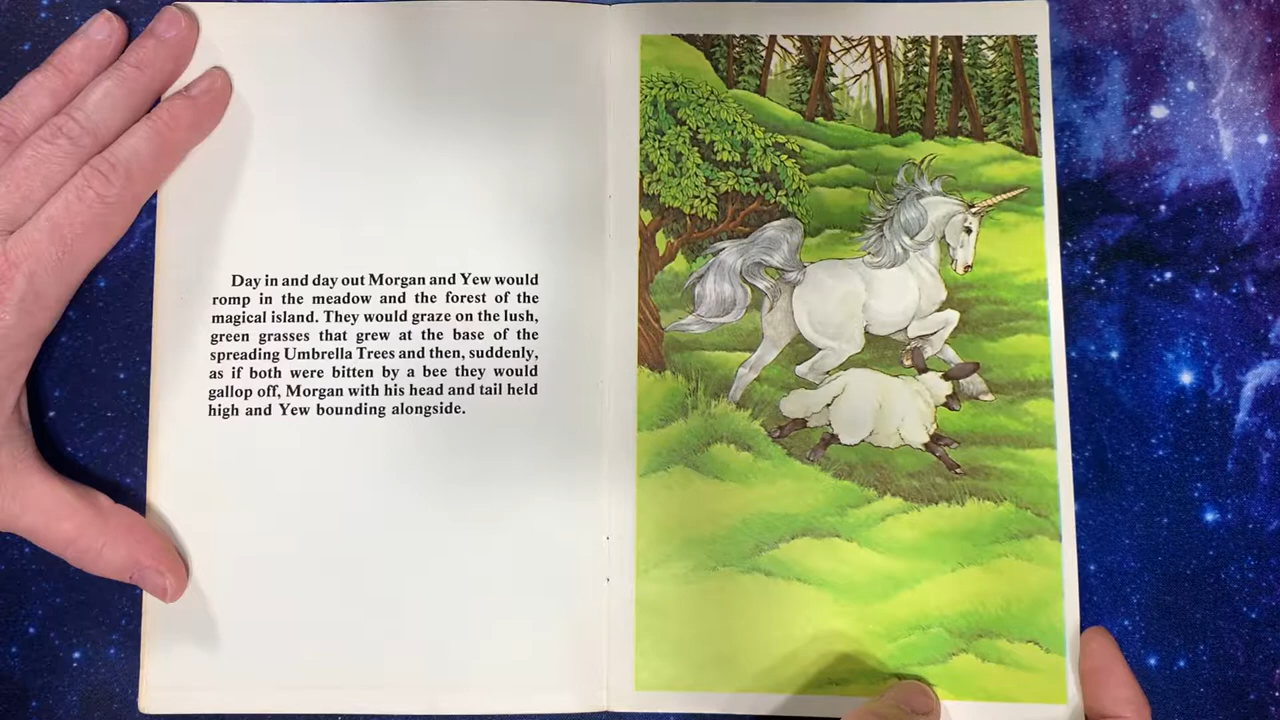 Day in and day out Morgan and Yew would
romp in the meadow and the forest of the
magical island. They would graze on the lush,
green grasses that grew at the base of the
spreading Umbrella Trees and then, suddenly,
as if both were bitten by a bee they would
gallop off, Morgan with his head and tail held
high and Yew bounding alongside.